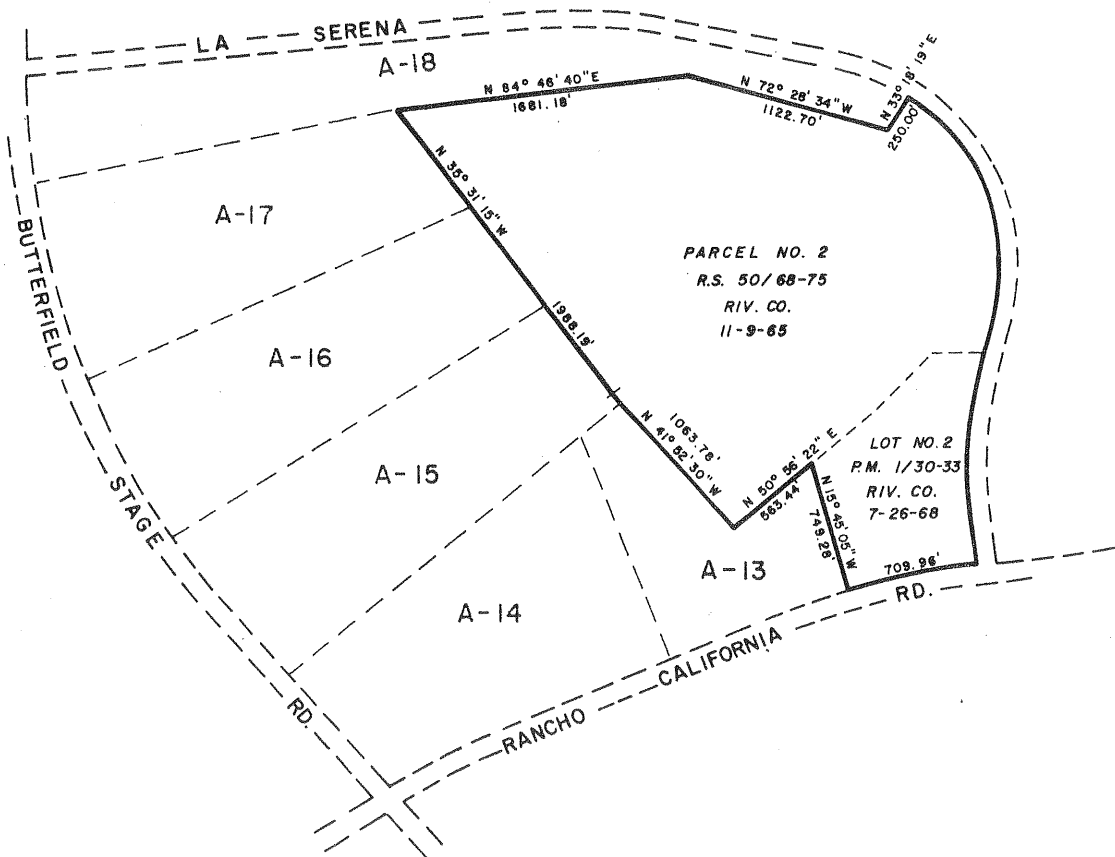 LA SERENA
A-18
N 84° 46' 40"E
1681.18'
N 72° 28' 34"W
1122.70'
N 33° 18' 19"E
250.00'
A-17
N 35° 31' 15"W
1988.19'
PARCEL NO. 2
R.S. 50/68-75
RIV. CO.
11-9-65
BUTTERFIELD STAGE RD.
A-16
A-15
1063.78'
N 41° 52' 30"W
N 50° 56' 22" E
563.44'
N 15° 45' 05"W
749.28'
LOT NO. 2
P.M. 1/30-33
RIV. CO.
7-26-68
A-13
709.96'
A-14
RANCHO CALIFORNIA RD.